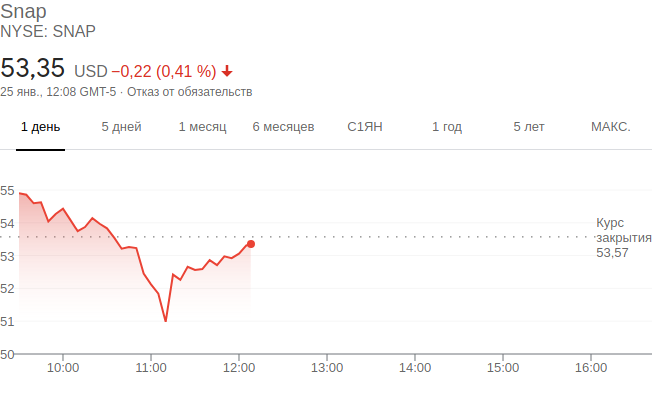 Snap
NYSE: SNAP
53,35 USD −0,22 (0,41 %)
25 янв., 12:08 GMT-5 · Отказ от обязательств
1 день 5 дней 1 месяц 6 месяцев С1ЯН 1 год 5 лет МАКС.
55
54
Курс
закрытия
53,57
53
52
51
50
10:00 11:00 12:00 13:00 14:00 15:00 16:00